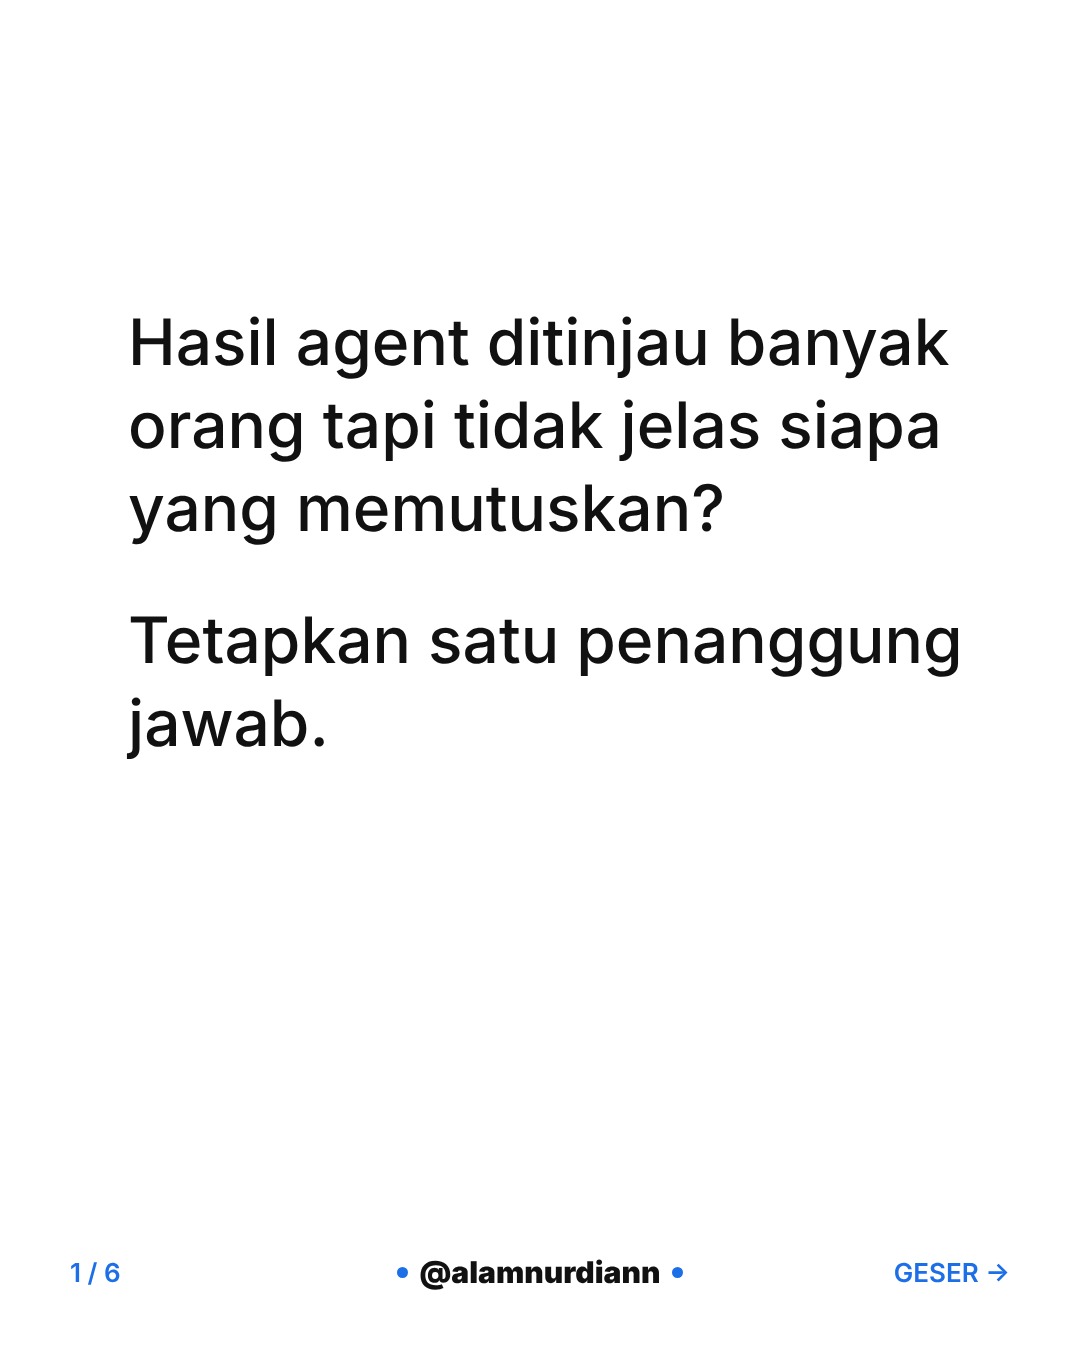 Hasil agent ditinjau banyak
orang tapi tidak jelas siapa
yang memutuskan?
Tetapkan satu penanggung
jawab.
1 / 6
• @alamnurdiann •
GESER →